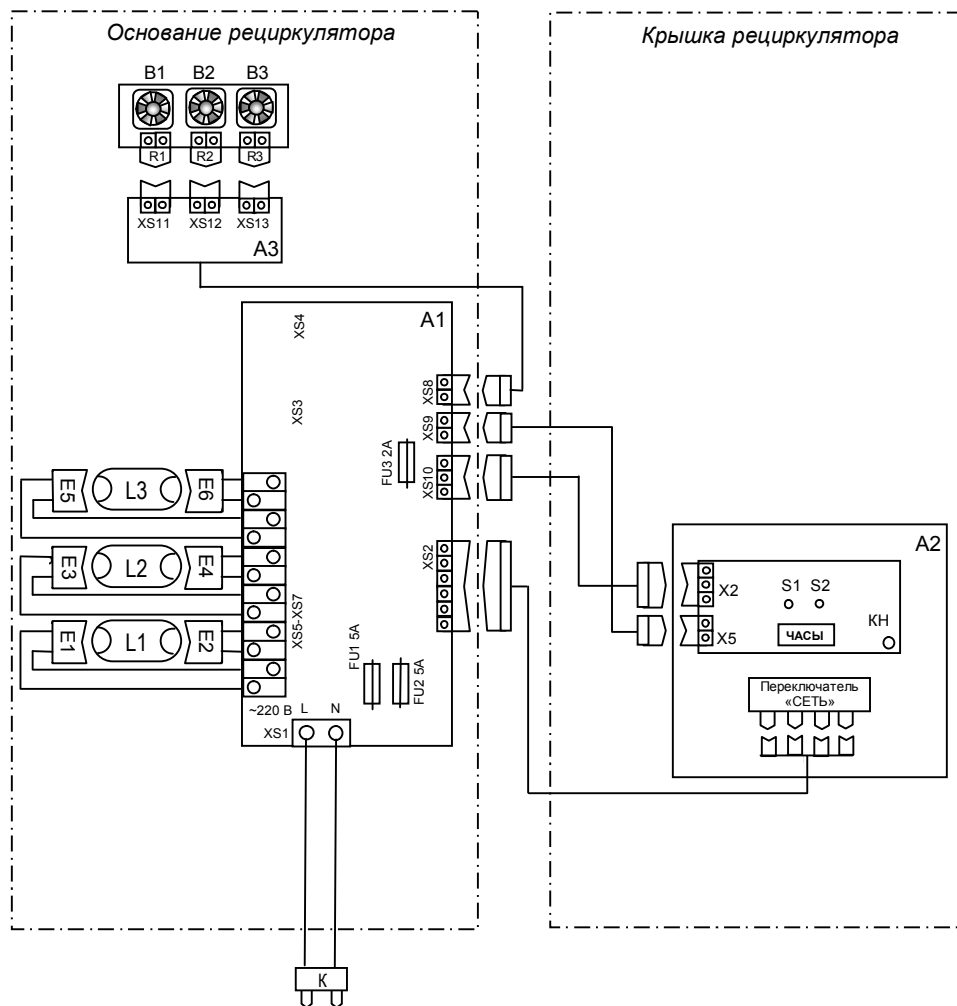 Основание рециркулятора
Крышка рециркулятора
B1 B2 B3
R1 R2 R3
XS11 XS12 XS13
A3
A1
XS4
XS3
XS8
XS9
XS10
FU3 2A
E5 L3 E6
E3 L2 E4
E1 L1 E2
XS5-XS7
XS2
FU1 5A
FU2 5A
~220 В L N
XS1
К
A2
X2
S1 S2
X5
ЧАСЫ
КН
Переключатель
«СЕТЬ»